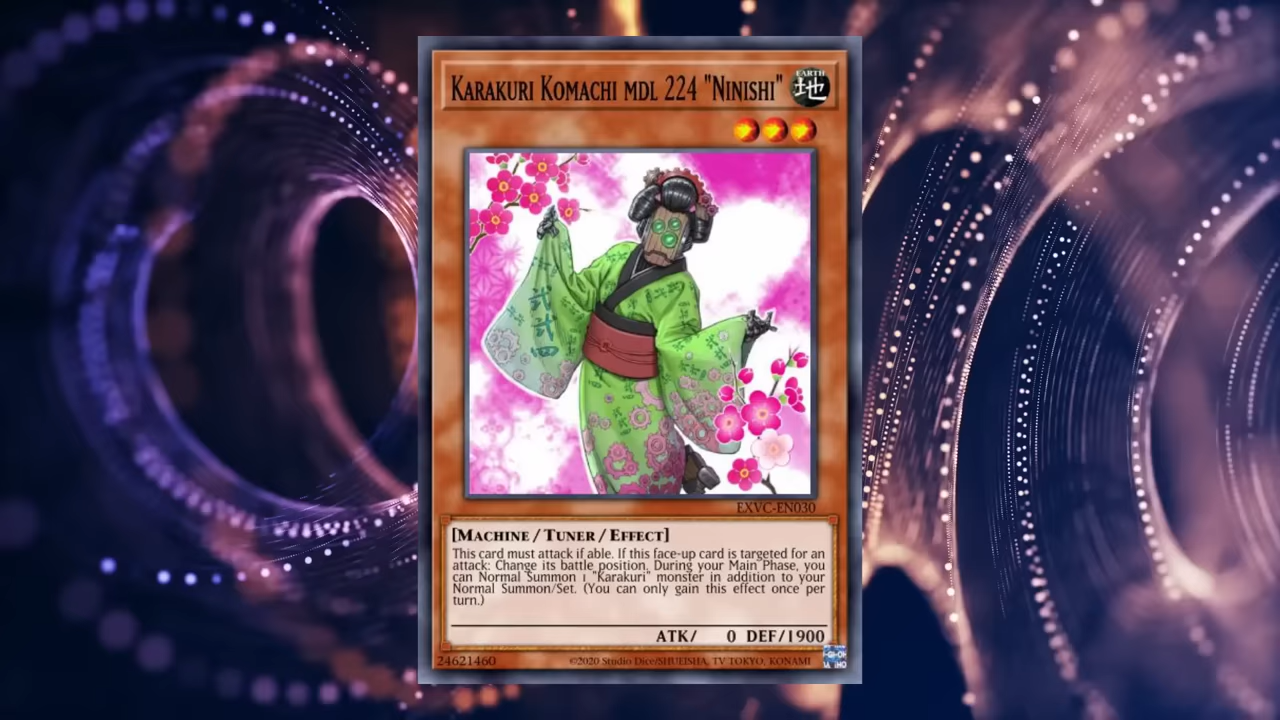 KARAKURI KOMACHI MDL 224 "NINISHI"
EARTH
地
弐弐四
EXVC-EN030
[MACHINE / TUNER / EFFECT]
This card must attack if able. If this face-up card is targeted for an
attack: Change its battle position. During your Main Phase, you
can Normal Summon 1 "Karakuri" monster in addition to your
Normal Summon/Set. (You can only gain this effect once per
turn.)
ATK/ 0 DEF/1900
24621460
©2020 Studio Dice/SHUEISHA, TV TOKYO, KONAMI